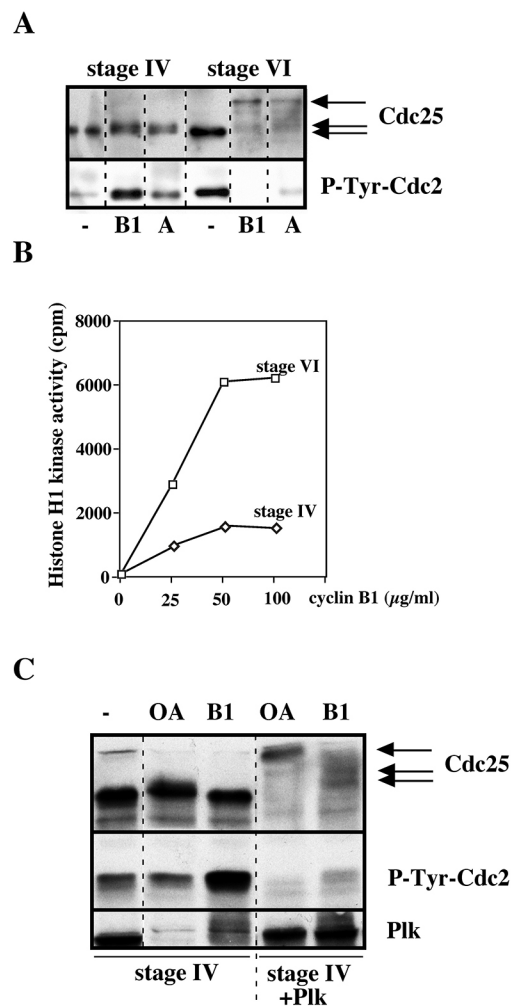 A
stage IV stage VI
Cdc25
P-Tyr-Cdc2
- B1 A - B1 A
B
Histone H1 kinase activity (cpm)
8000
6000
4000
2000
0
stage VI
stage IV
0 25 50 100 cyclin B1 (µg/ml)
C
- OA B1 OA B1
Cdc25
P-Tyr-Cdc2
Plk
stage IV stage IV
+Plk